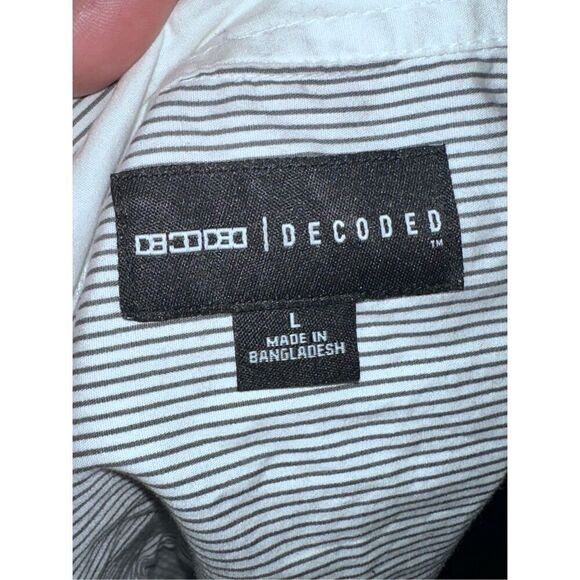 DECODED | DECODED
™
L
MADE IN
BANGLADESH